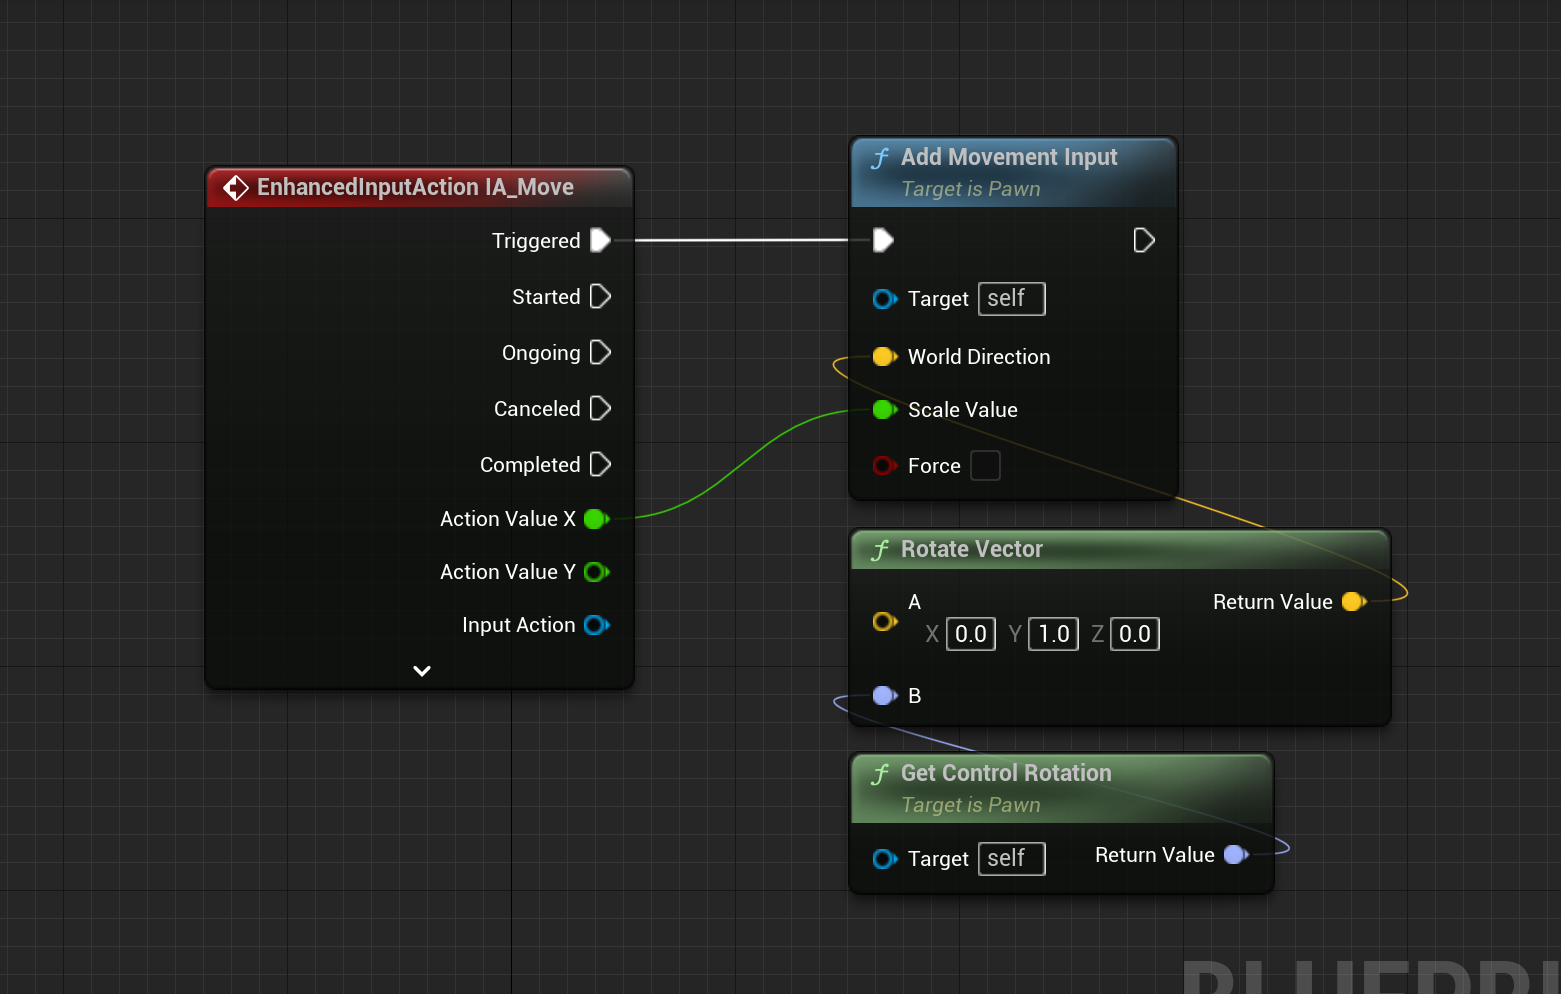 EnhancedInputAction IA_Move
Triggered
Started
Ongoing
Canceled
Completed
Action Value X
Action Value Y
Input Action
Add Movement Input
Target is Pawn
Target self
World Direction
Scale Value
Force
Rotate Vector
A
Return Value
X 0.0 Y 1.0 Z 0.0
B
Get Control Rotation
Target is Pawn
Target self
Return Value